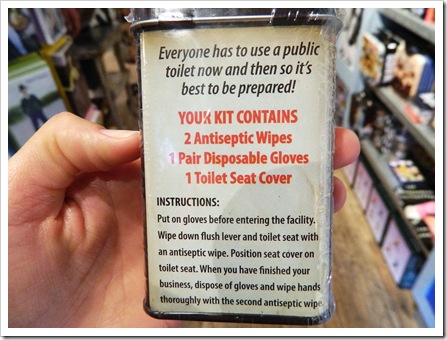 Everyone has to use a public
toilet now and then so it's
best to be prepared!
YOUR KIT CONTAINS
2 Antiseptic Wipes
1 Pair Disposable Gloves
1 Toilet Seat Cover
INSTRUCTIONS:
Put on gloves before entering the facility.
Wipe down flush lever and toilet seat with
an antiseptic wipe. Position seat cover on
toilet seat. When you have finished your
business, dispose of gloves and wipe hands
thoroughly with the second antiseptic wipe